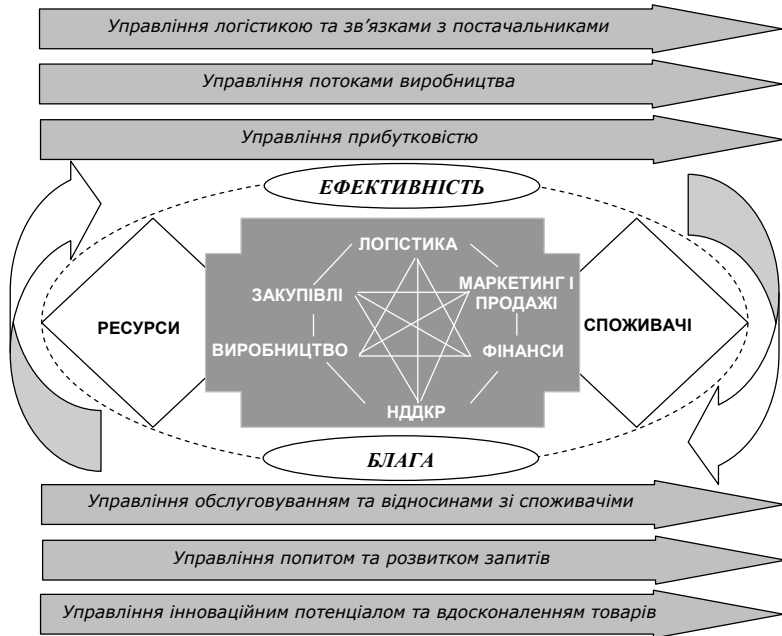 Управління логістикою та зв’язками з постачальниками
Управління потоками виробництва
Управління прибутковістю
ЕФЕКТИВНІСТЬ
ЛОГІСТИКА
ЗАКУПІВЛІ
МАРКЕТИНГ І
ПРОДАЖІ
РЕСУРСИ
СПОЖИВАЧІ
ВИРОБНИЦТВО
ФІНАНСИ
НДДКР
БЛАГА
Управління обслуговуванням та відносинами зі споживачіми
Управління попитом та розвитком запитів
Управління інноваційним потенціалом та вдосконаленням товарів